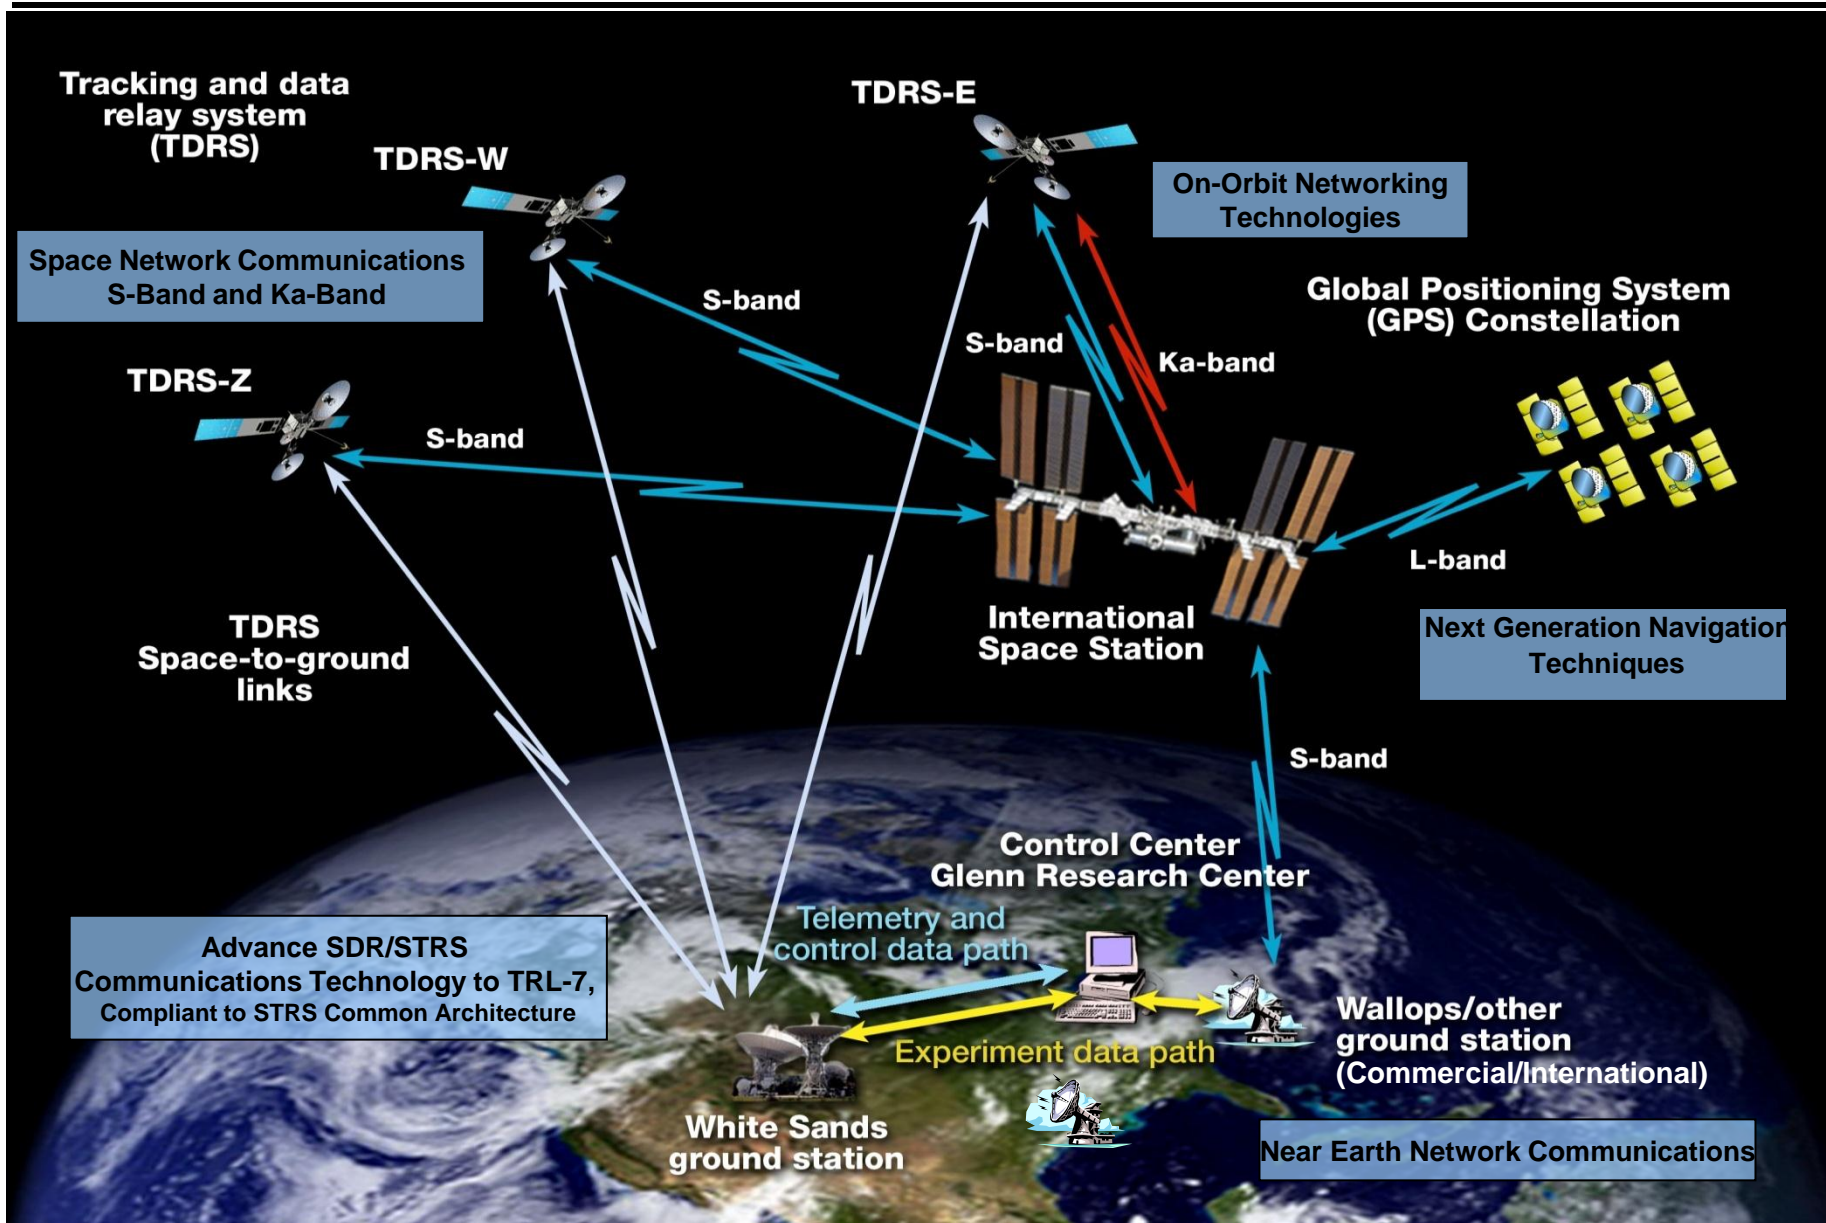 Tracking and data
relay system
(TDRS)
TDRS-W
TDRS-E
On-Orbit Networking
Technologies
Space Network Communications
S-Band and Ka-Band
S-band
S-band
Ka-band
Global Positioning System
(GPS) Constellation
TDRS-Z
S-band
L-band
International
Space Station
Next Generation Navigation
Techniques
TDRS
Space-to-ground
links
S-band
Control Center
Glenn Research Center
Telemetry and
control data path
Advance SDR/STRS
Communications Technology to TRL-7,
Compliant to STRS Common Architecture
Experiment data path
Wallops/other
ground station
(Commercial/International)
White Sands
ground station
Near Earth Network Communications